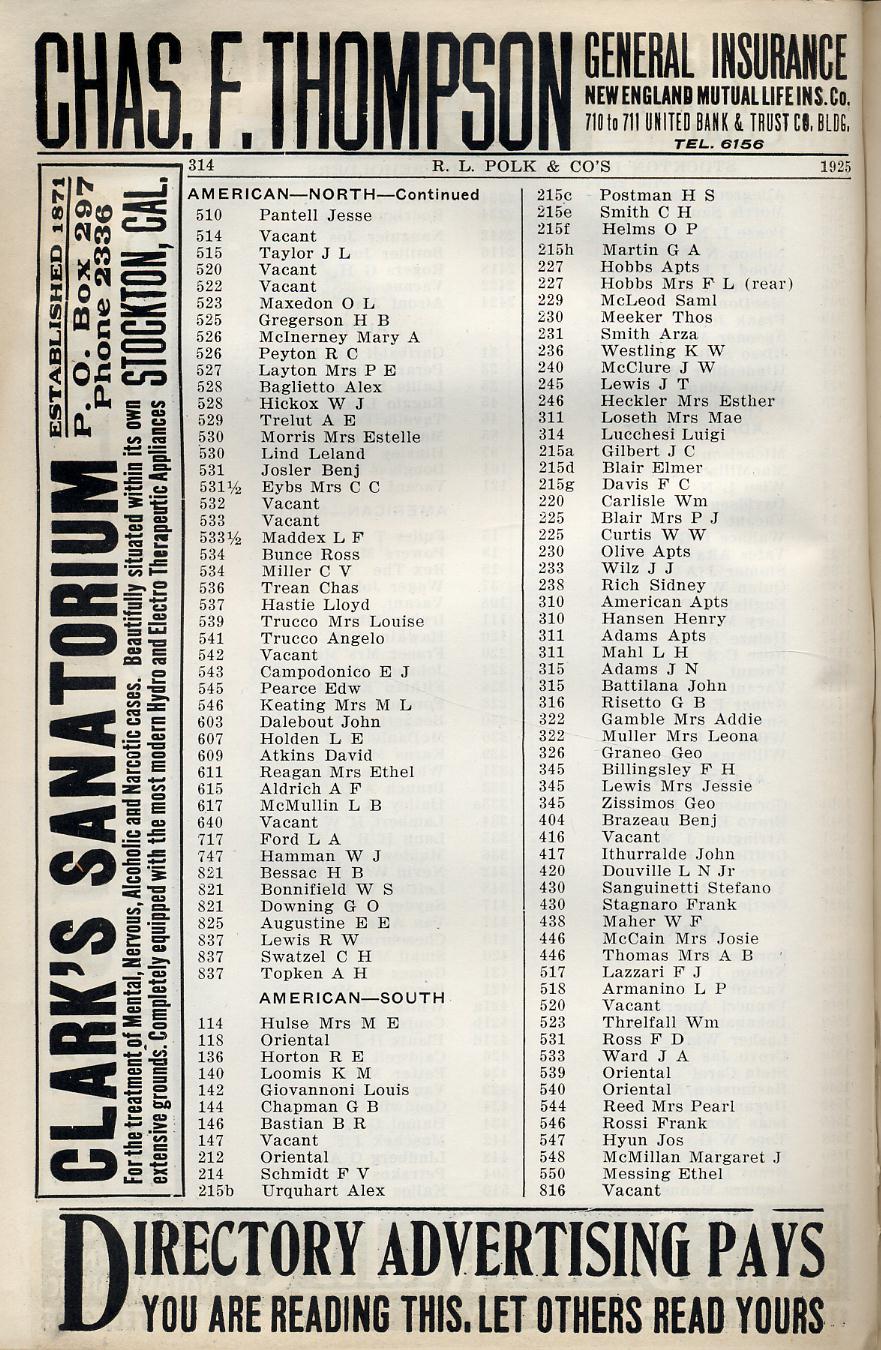 CHAS. F. THOMPSON
GENERAL INSURANCE
NEW ENGLAND MUTUAL LIFE INS. Co.
710 to 711 UNITED BANK & TRUST CO. BLDG.
TEL. 6156
314 R. L. POLK & CO'S 1925
CLARK'S SANATORIUM
ESTABLISHED 1871
P. O. Box 297
Phone 2336
For the treatment of Mental, Nervous, Alcoholic and Narcotic cases. Beautifully situated within its own
extensive grounds. Completely equipped with the most modern Hydro and Electro Therapeutic Appliances
STOCKTON, CAL.
AMERICAN—NORTH—Continued
510 Pantell Jesse
514 Vacant
515 Taylor J L
520 Vacant
522 Vacant
523 Maxedon O L
525 Gregerson H B
526 McInerney Mary A
526 Peyton R C
527 Layton Mrs P E
528 Baglietto Alex
528 Hickox W J
529 Trelut A E
530 Morris Mrs Estelle
530 Lind Leland
531 Josler Benj
531½ Eybs Mrs C C
532 Vacant
533 Vacant
533½ Maddex L F
534 Bunce Ross
534 Miller C V
536 Trean Chas
537 Hastie Lloyd
539 Trucco Mrs Louise
541 Trucco Angelo
542 Vacant
543 Campodonico E J
545 Pearce Edw
546 Keating Mrs M L
603 Dalebout John
607 Holden L E
609 Atkins David
611 Reagan Mrs Ethel
615 Aldrich A F
617 McMullin L B
640 Vacant
717 Ford L A
747 Hamman W J
821 Bessac H B
821 Bonnifield W S
821 Downing G O
825 Augustine E E
837 Lewis R W
837 Swatzel C H
837 Topken A H
AMERICAN—SOUTH
114 Hulse Mrs M E
118 Oriental
136 Horton R E
140 Loomis K M
142 Giovannoni Louis
144 Chapman G B
146 Bastian B R
147 Vacant
212 Oriental
214 Schmidt F V
215b Urquhart Alex
215c Postman H S
215e Smith C H
215f Helms O P
215h Martin G A
227 Hobbs Apts
227 Hobbs Mrs F L (rear)
229 McLeod Saml
230 Meeker Thos
231 Smith Arza
236 Westling K W
240 McClure J W
245 Lewis J T
246 Heckler Mrs Esther
311 Loseth Mrs Mae
314 Lucchesi Luigi
215a Gilbert J C
215d Blair Elmer
215g Davis F C
220 Carlisle Wm
225 Blair Mrs P J
225 Curtis W W
230 Olive Apts
233 Wilz J J
238 Rich Sidney
310 American Apts
310 Hansen Henry
311 Adams Apts
311 Mahl L H
315 Adams J N
315 Battilana John
316 Risetto G B
322 Gamble Mrs Addie
322 Muller Mrs Leona
326 Graneo Geo
345 Billingsley F H
345 Lewis Mrs Jessie
345 Zissimos Geo
404 Brazeau Benj
416 Vacant
417 Ithurralde John
420 Douville L N Jr
430 Sanguinetti Stefano
430 Stagnaro Frank
438 Maher W F
446 McCain Mrs Josie
446 Thomas Mrs A B
517 Lazzari F J
518 Armanino L P
520 Vacant
523 Threlfall Wm
531 Ross F D
533 Ward J A
539 Oriental
540 Oriental
544 Reed Mrs Pearl
546 Rossi Frank
547 Hyun Jos
548 McMillan Margaret J
550 Messing Ethel
816 Vacant
DIRECTORY ADVERTISING PAYS
YOU ARE READING THIS. LET OTHERS READ YOURS